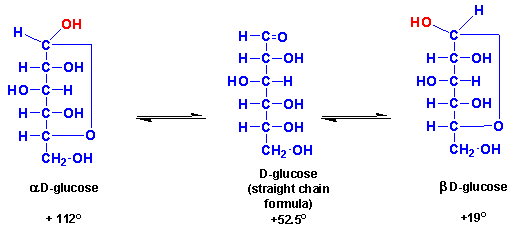 H OH
C
H–C–OH
HO–C–H
H–C–OH
H–C O
CH₂·OH
αD-glucose
+ 112°
H–C=O
H–C–OH
HO–C–H
H–C–OH
H–C–OH
CH₂·OH
D-glucose
(straight chain
formula)
+52.5°
HO H
C
H–C–OH
HO–C–H
H–C–OH
H–C O
CH₂·OH
βD-glucose
+19°